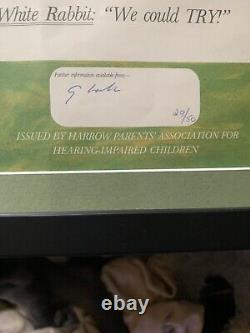 White Rabbit: "We could TRY!"
Further information available from—
29/50
ISSUED BY HARROW PARENTS' ASSOCIATION FOR
HEARING-IMPAIRED CHILDREN